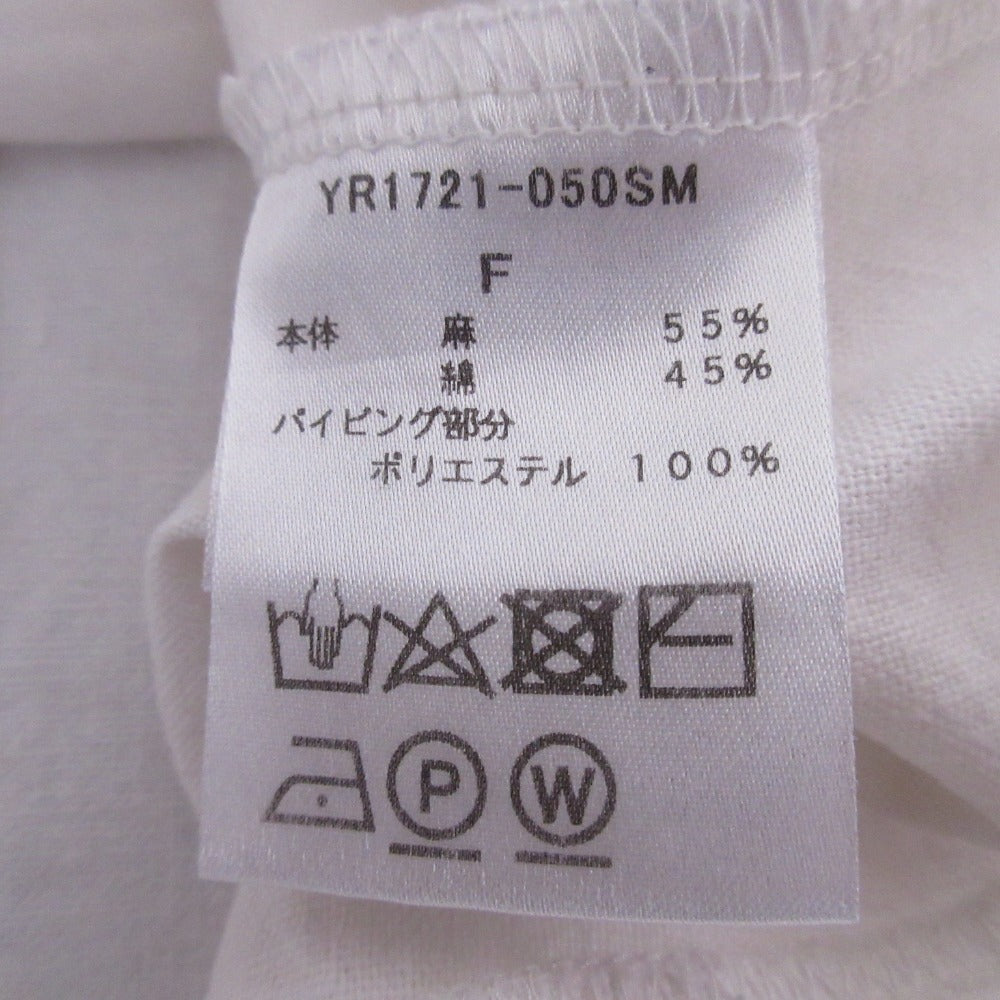 YR1721-050SM
F
本体 麻 55%
綿 45%
パイピング部分
ポリエステル 100%
P W